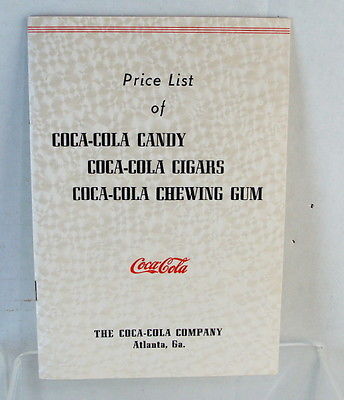 Price List
of
COCA-COLA CANDY
COCA-COLA CIGARS
COCA-COLA CHEWING GUM
Coca-Cola
THE COCA-COLA COMPANY
Atlanta, Ga.